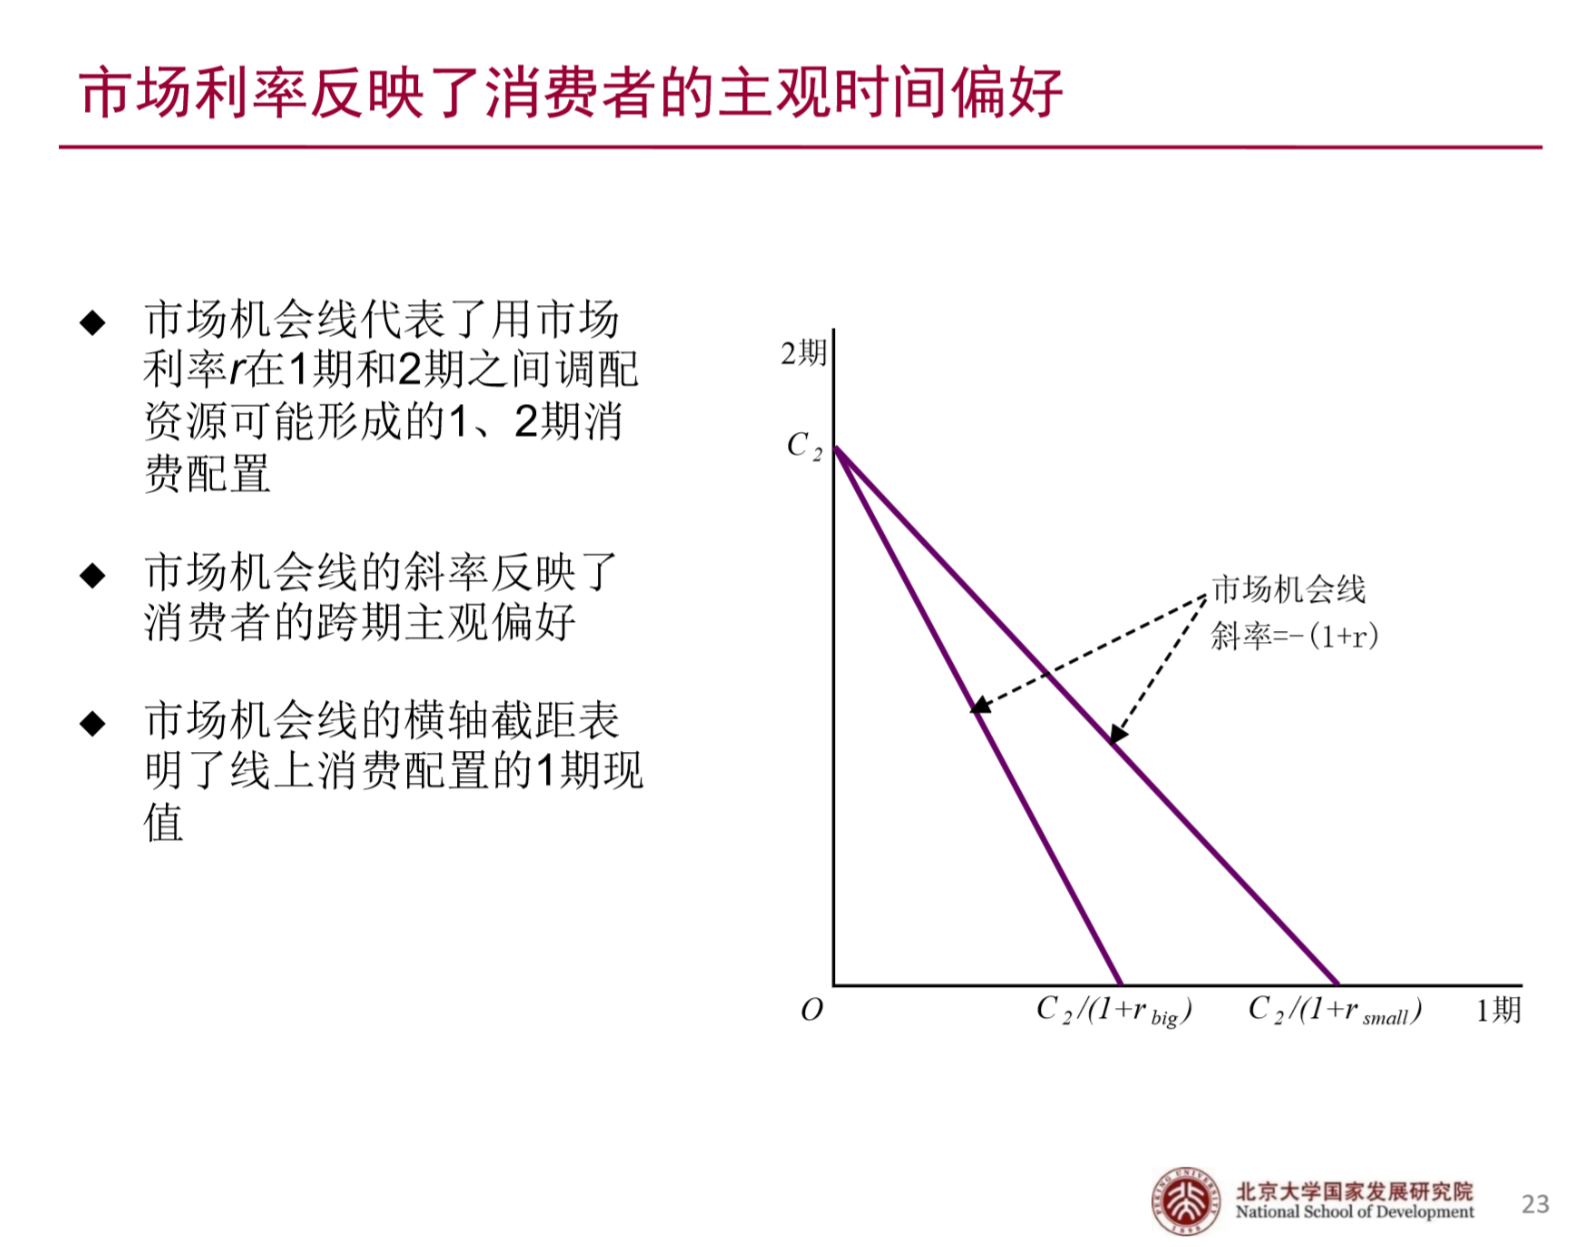 市场利率反映了消费者的主观时间偏好
◆ 市场机会线代表了用市场
利率r在1期和2期之间调配
资源可能形成的1、2期消
费配置
◆ 市场机会线的斜率反映了
消费者的跨期主观偏好
◆ 市场机会线的横轴截距表
明了线上消费配置的1期现
值
2期
C 2
市场机会线
斜率=-(1+r)
O
C 2/(1+r big)
C 2/(1+r small)
1期
PEKING UNIVERSITY
1898
北京大学国家发展研究院
National School of Development
23